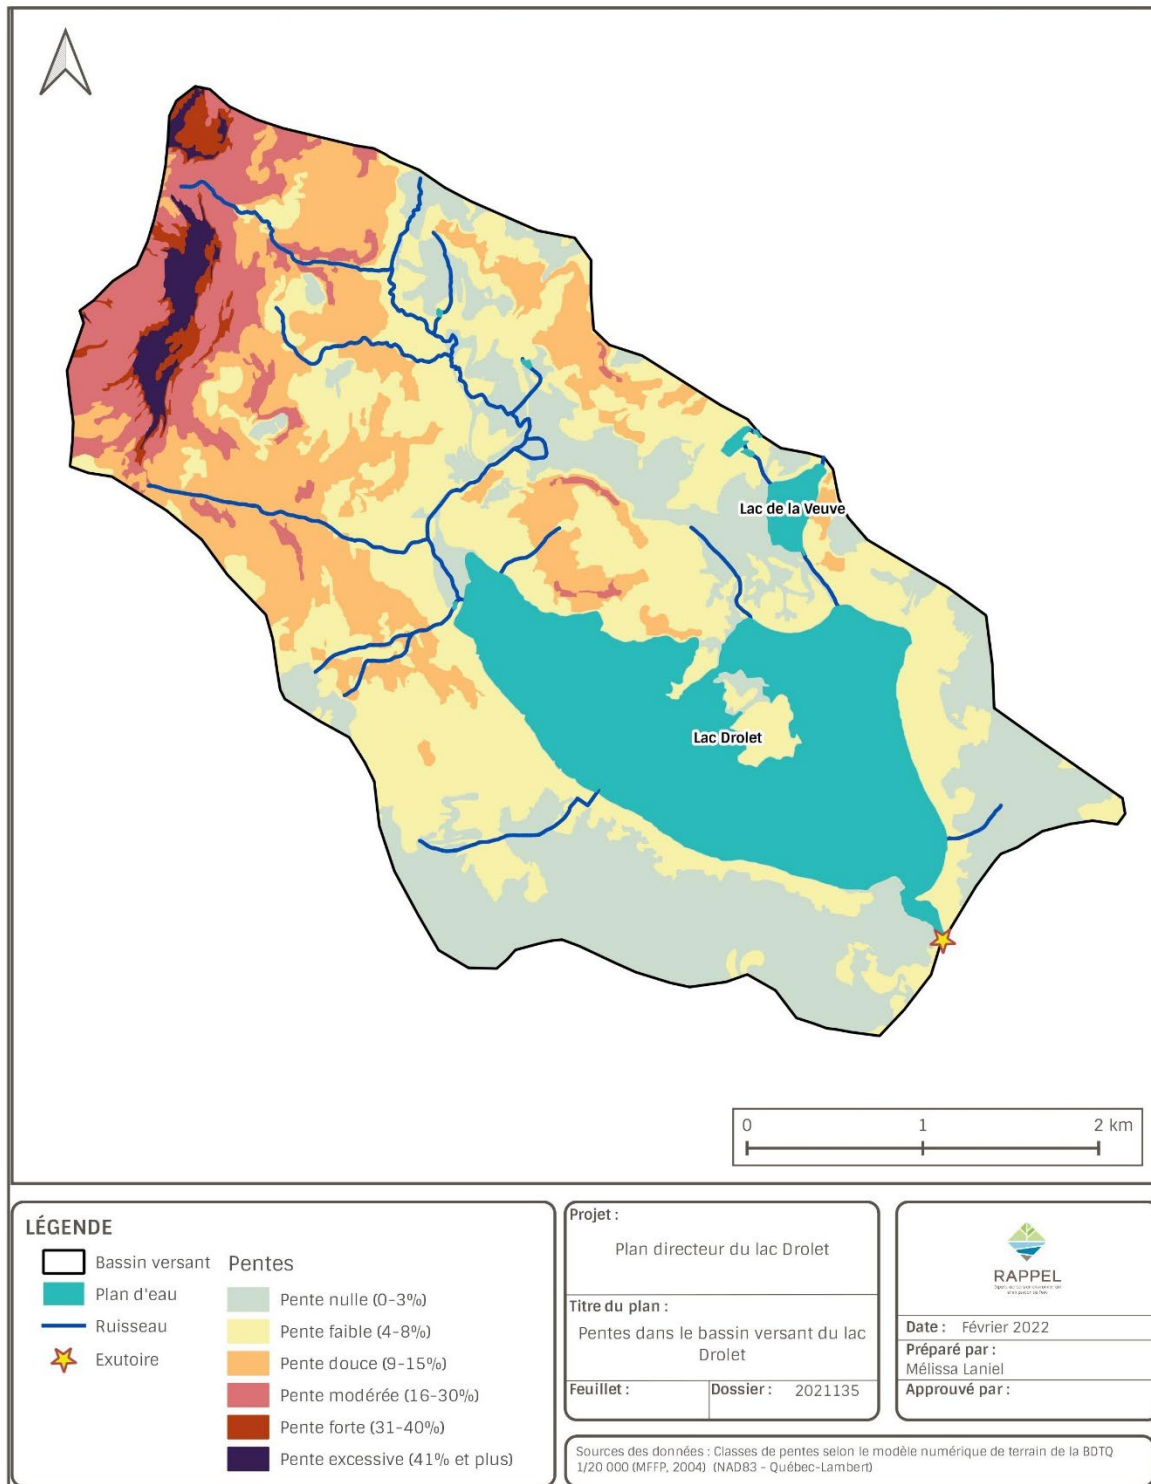 Lac de la Veuve
Lac Drolet
0 1 2 km
LÉGENDE
Bassin versant
Plan d'eau
Ruisseau
Exutoire
Pentes
Pente nulle (0-3%)
Pente faible (4-8%)
Pente douce (9-15%)
Pente modérée (16-30%)
Pente forte (31-40%)
Pente excessive (41% et plus)
Projet :
Plan directeur du lac Drolet
Titre du plan :
Pentes dans le bassin versant du lac
Drolet
Feuillet :
Dossier : 2021135
RAPPEL
Date : Février 2022
Préparé par :
Mélissa Laniel
Approuvé par :
Sources des données : Classes de pentes selon le modèle numérique de terrain de la BDTQ
1/20 000 (MFFP, 2004) (NAD83 - Québec-Lambert)